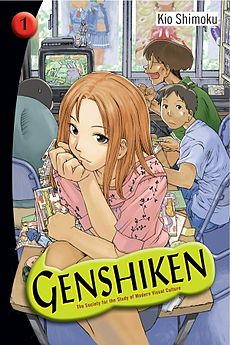 1
Kio Shimoku
GENSHIKEN
The Society for the Study of Modern Visual Culture